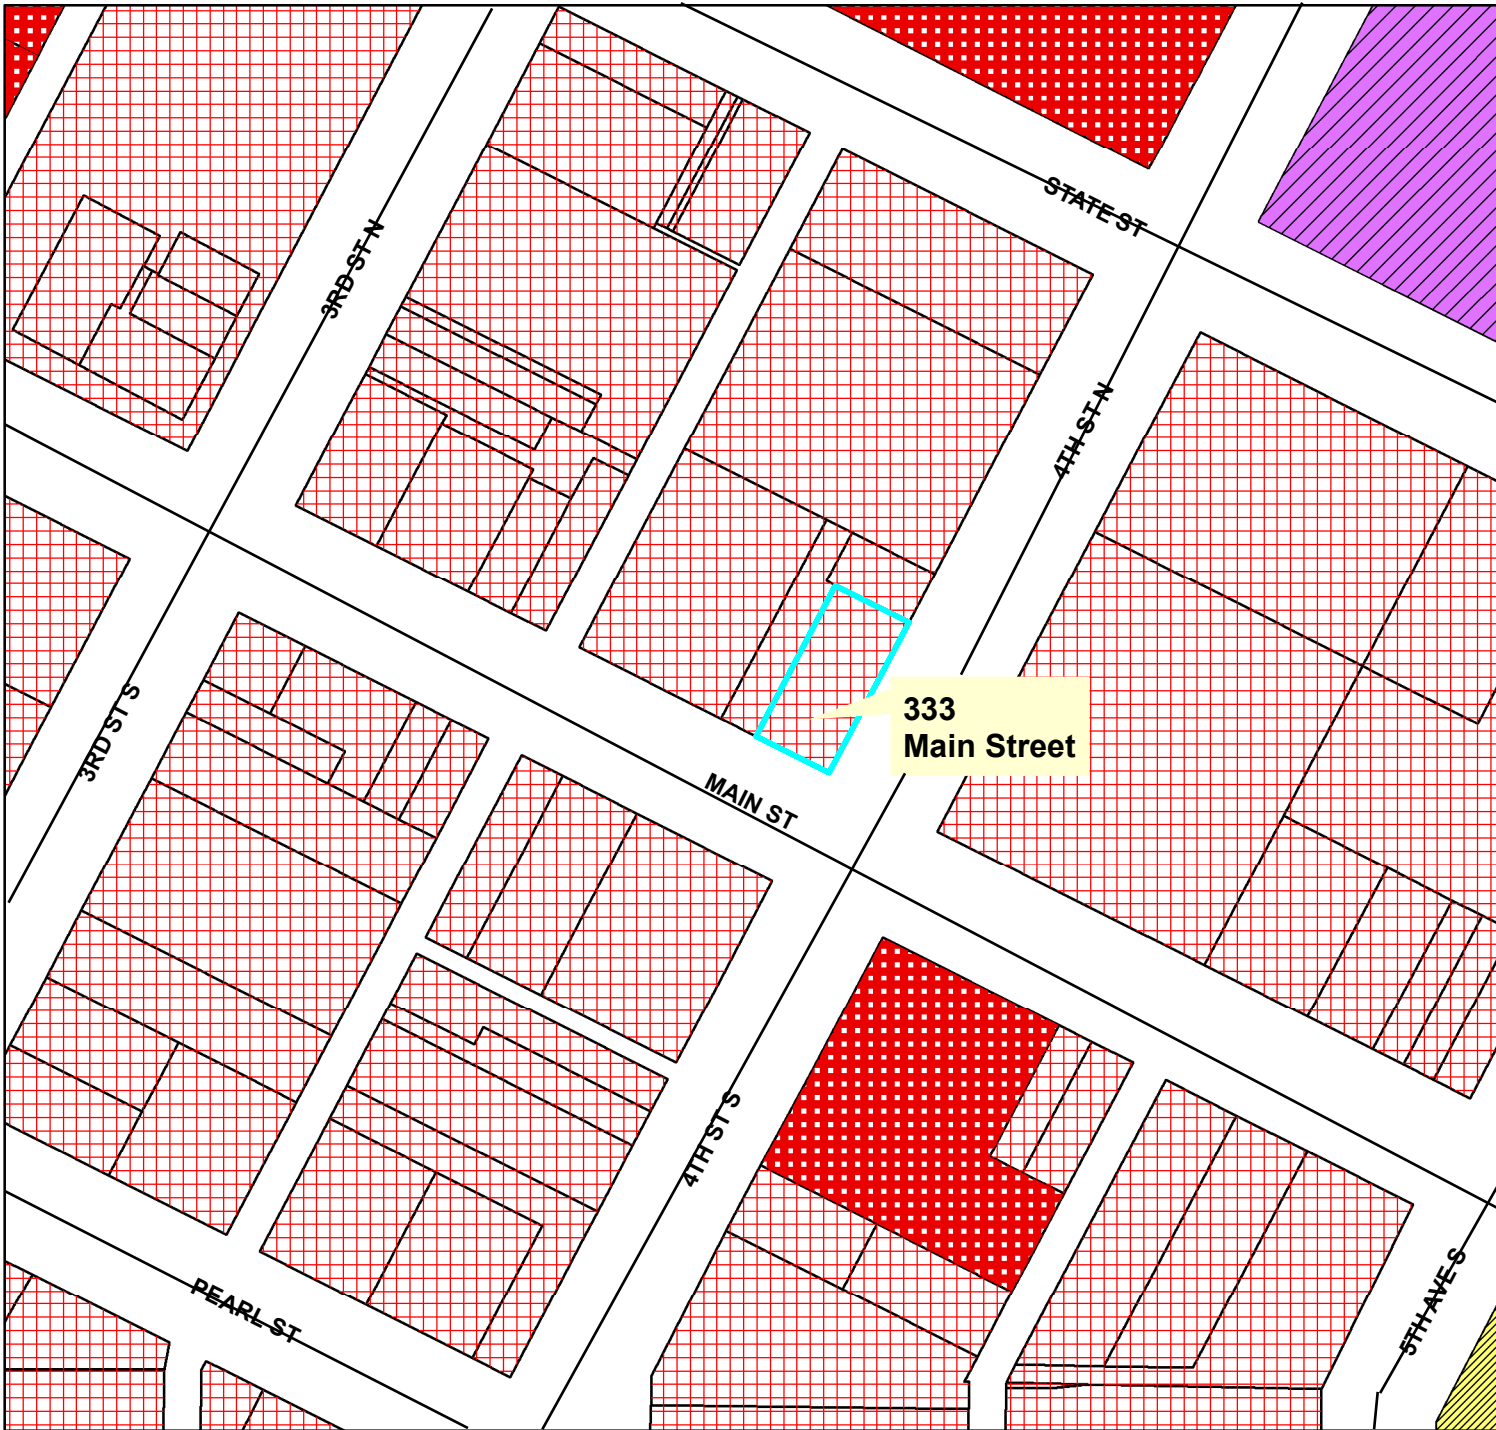 STATE ST
3RD ST N
4TH ST N
333
Main Street
3RD ST S
MAIN ST
4TH ST S
PEARL ST
5TH AVE S